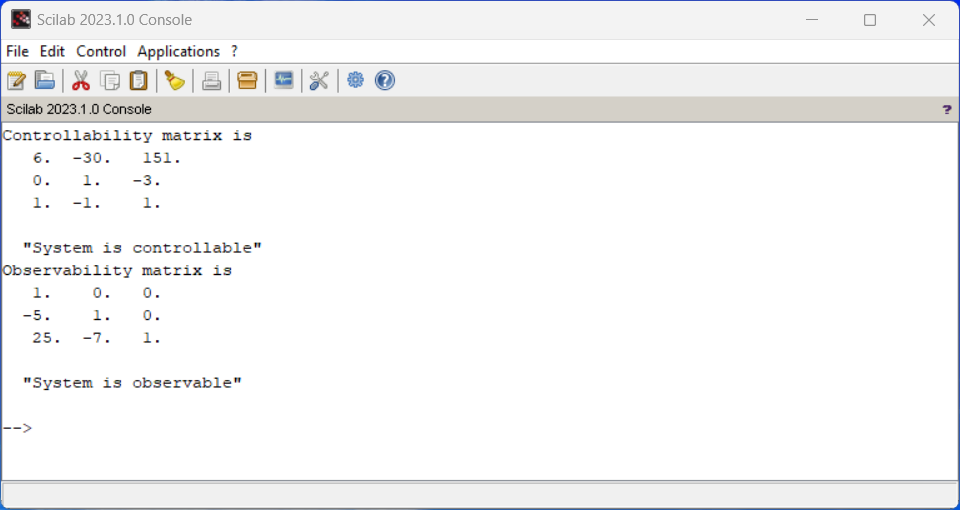 Scilab 2023.1.0 Console
File Edit Control Applications ?
Scilab 2023.1.0 Console ?
Controllability matrix is
6. -30. 151.
0. 1. -3.
1. -1. 1.
"System is controllable"
Observability matrix is
1. 0. 0.
-5. 1. 0.
25. -7. 1.
"System is observable"
-->